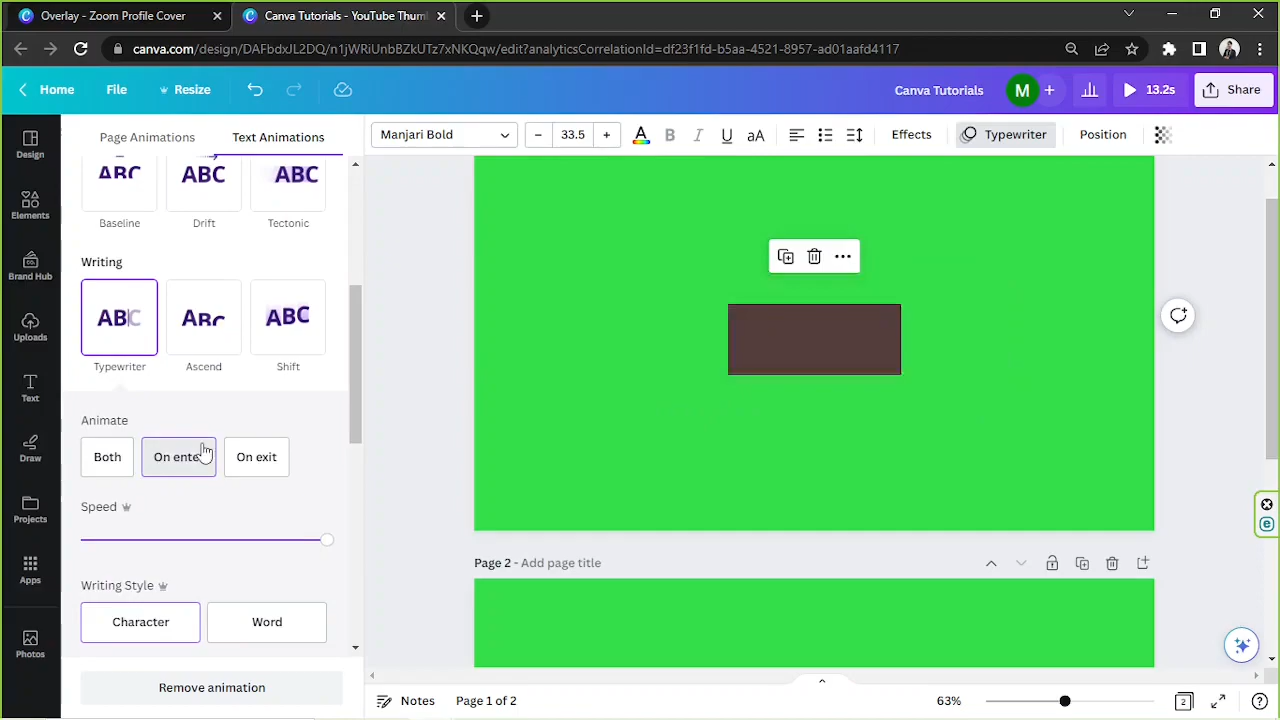 Overlay - Zoom Profile Cover
Canva Tutorials - YouTube Thum
canva.com/design/DAFbdxJL2DQ/n1jWRiUnbBZkUTz7xNKQqw/edit?analyticsCorrelationId=df23f1fd-b5aa-4521-8957-ad01aafd4117
Home
File
Resize
Canva Tutorials
M
13.2s
Share
Design
Elements
Brand Hub
Uploads
Text
Draw
Projects
Apps
Photos
Page Animations
Text Animations
ABC
ABC
ABC
Baseline
Drift
Tectonic
Writing
ABC
ABC
ABC
Typewriter
Ascend
Shift
Animate
Both
On ente
On exit
Speed
Writing Style
Character
Word
Remove animation
Manjari Bold
33.5
A
B
I
U
aA
Effects
Typewriter
Position
Page 2 - Add page title
Notes
Page 1 of 2
63%
2